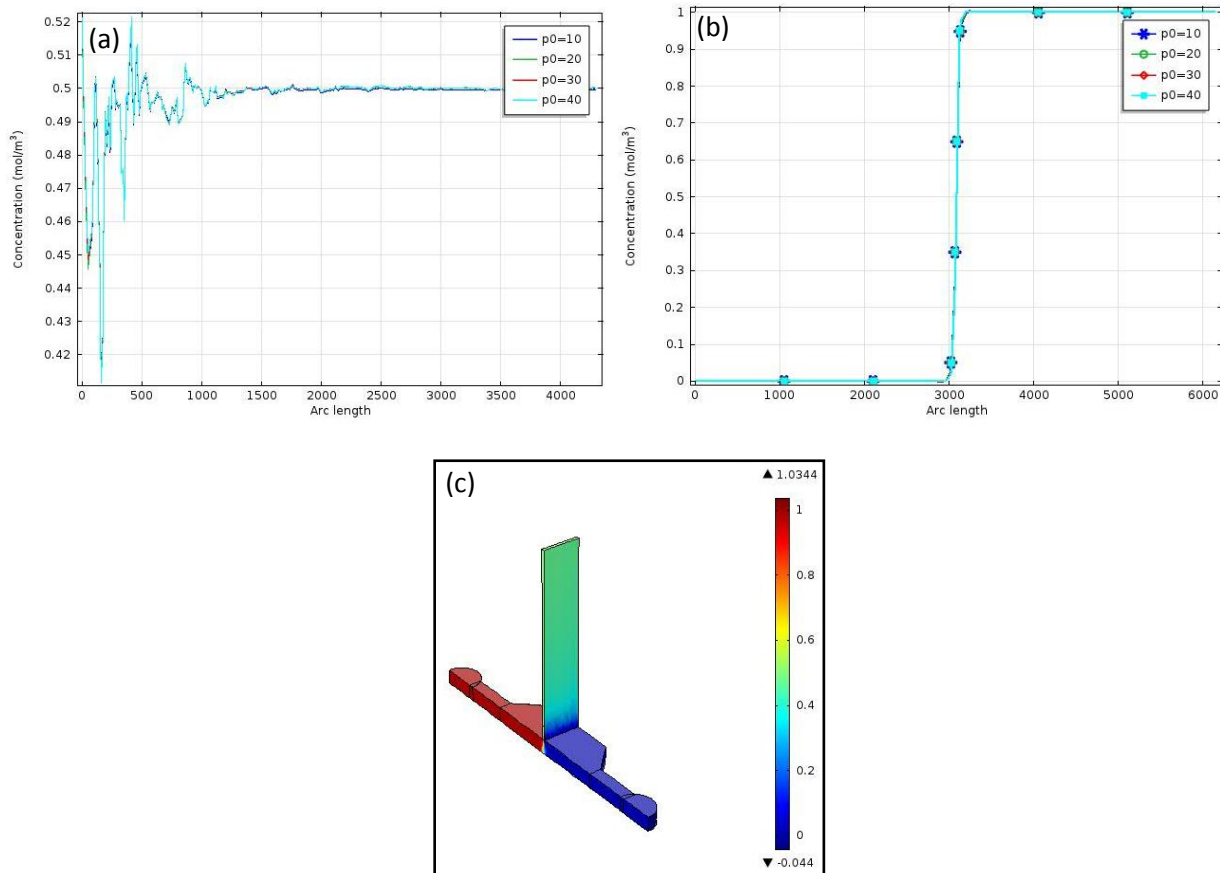 (a)
0.52
0.51
0.5
0.49
0.48
0.47
0.46
0.45
0.44
0.43
0.42
Concentration (mol/m³)
p0=10
p0=20
p0=30
p0=40
0 500 1000 1500 2000 2500 3000 3500 4000
Arc length
(b)
1
0.9
0.8
0.7
0.6
0.5
0.4
0.3
0.2
0.1
0
Concentration (mol/m³)
p0=10
p0=20
p0=30
p0=40
0 1000 2000 3000 4000 5000 6000
Arc length
(c)
▲ 1.0344
1
0.8
0.6
0.4
0.2
0
▼ -0.044